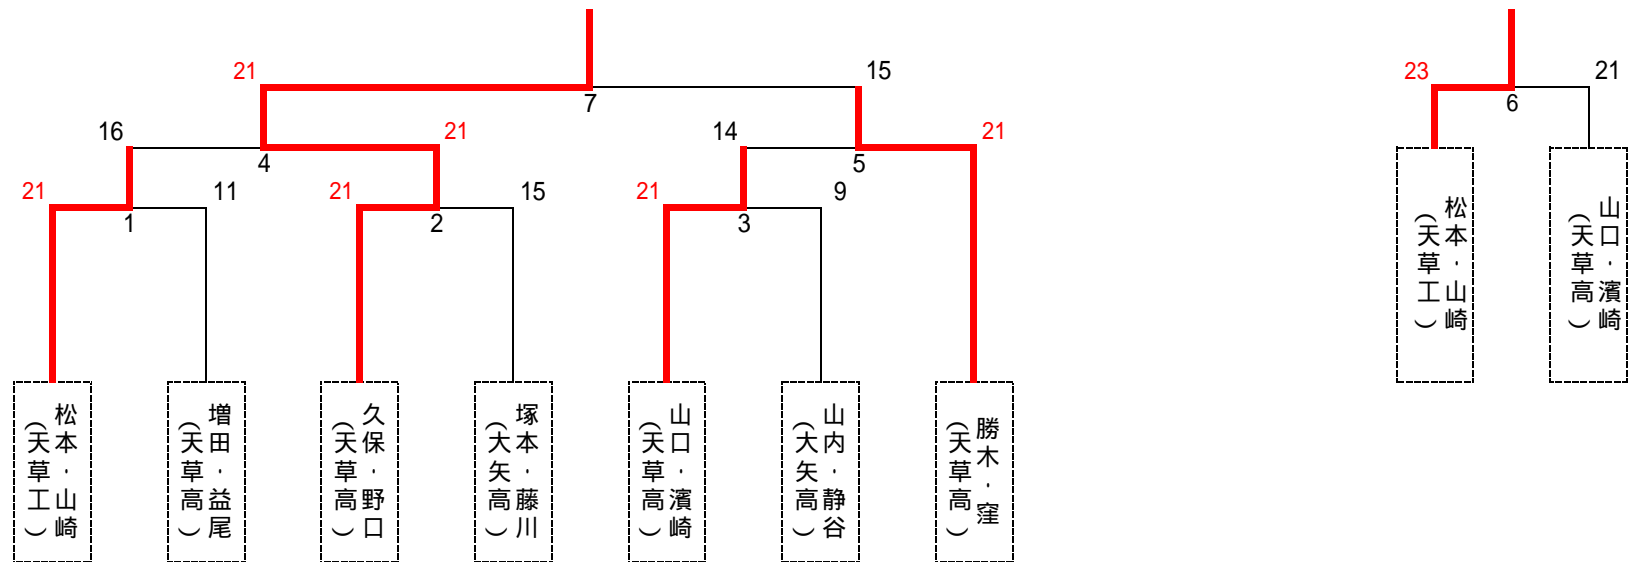 21
15
23
21
7
6
16
21
14
21
4
5
21
11
21
15
21
9
1
2
3
松本・山崎
(天草工)
山口・濱崎
(天草高)
松本・山崎
(天草工)
増田・益尾
(天草高)
久保・野口
(天草高)
塚本・藤川
(大矢高)
山口・濱崎
(天草高)
山内・静谷
(大矢高)
勝木・窪
(天草高)